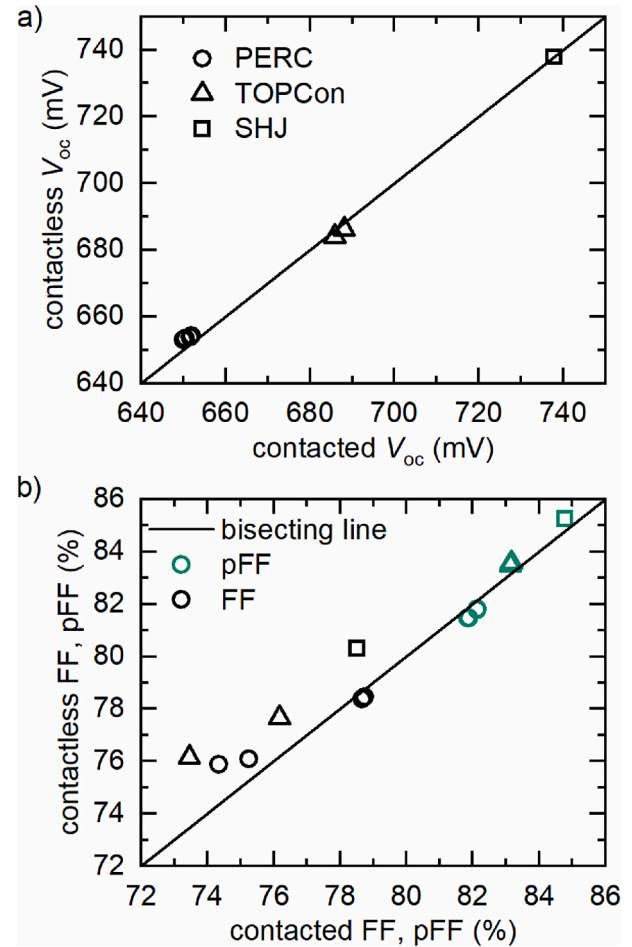 a)
740
720
700
680
660
640
contactless Voc (mV)
PERC
TOPCon
SHJ
640 660 680 700 720 740
contacted Voc (mV)
b)
86
84
82
80
78
76
74
72
contactless FF, pFF (%)
bisecting line
pFF
FF
72 74 76 78 80 82 84 86
contacted FF, pFF (%)